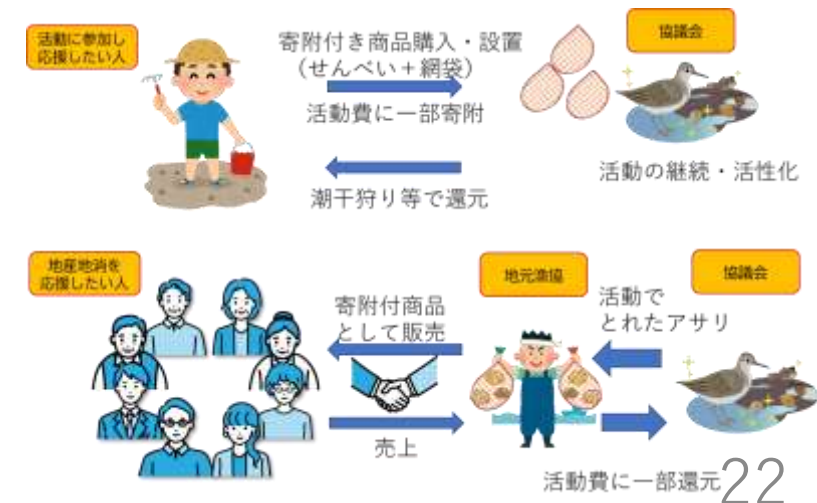 活動に参加し
応援したい人
寄附付き商品購入・設置
（せんべい＋網袋）
活動費に一部寄附
潮干狩り等で還元
協議会
活動の継続・活性化
地産地消を
応援したい人
寄附付商品
として販売
売上
地元漁協
活動で
とれたアサリ
協議会
活動費に一部還元
22